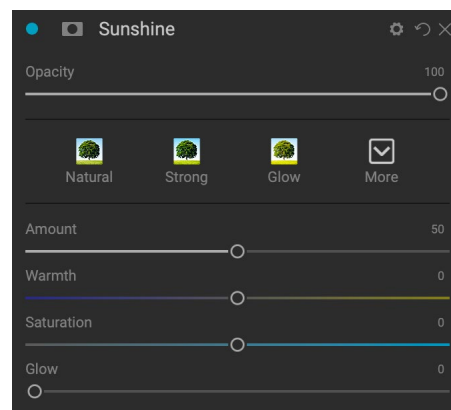 Sunshine
Opacity 100
Natural Strong Glow More
Amount 50
Warmth 0
Saturation 0
Glow 0